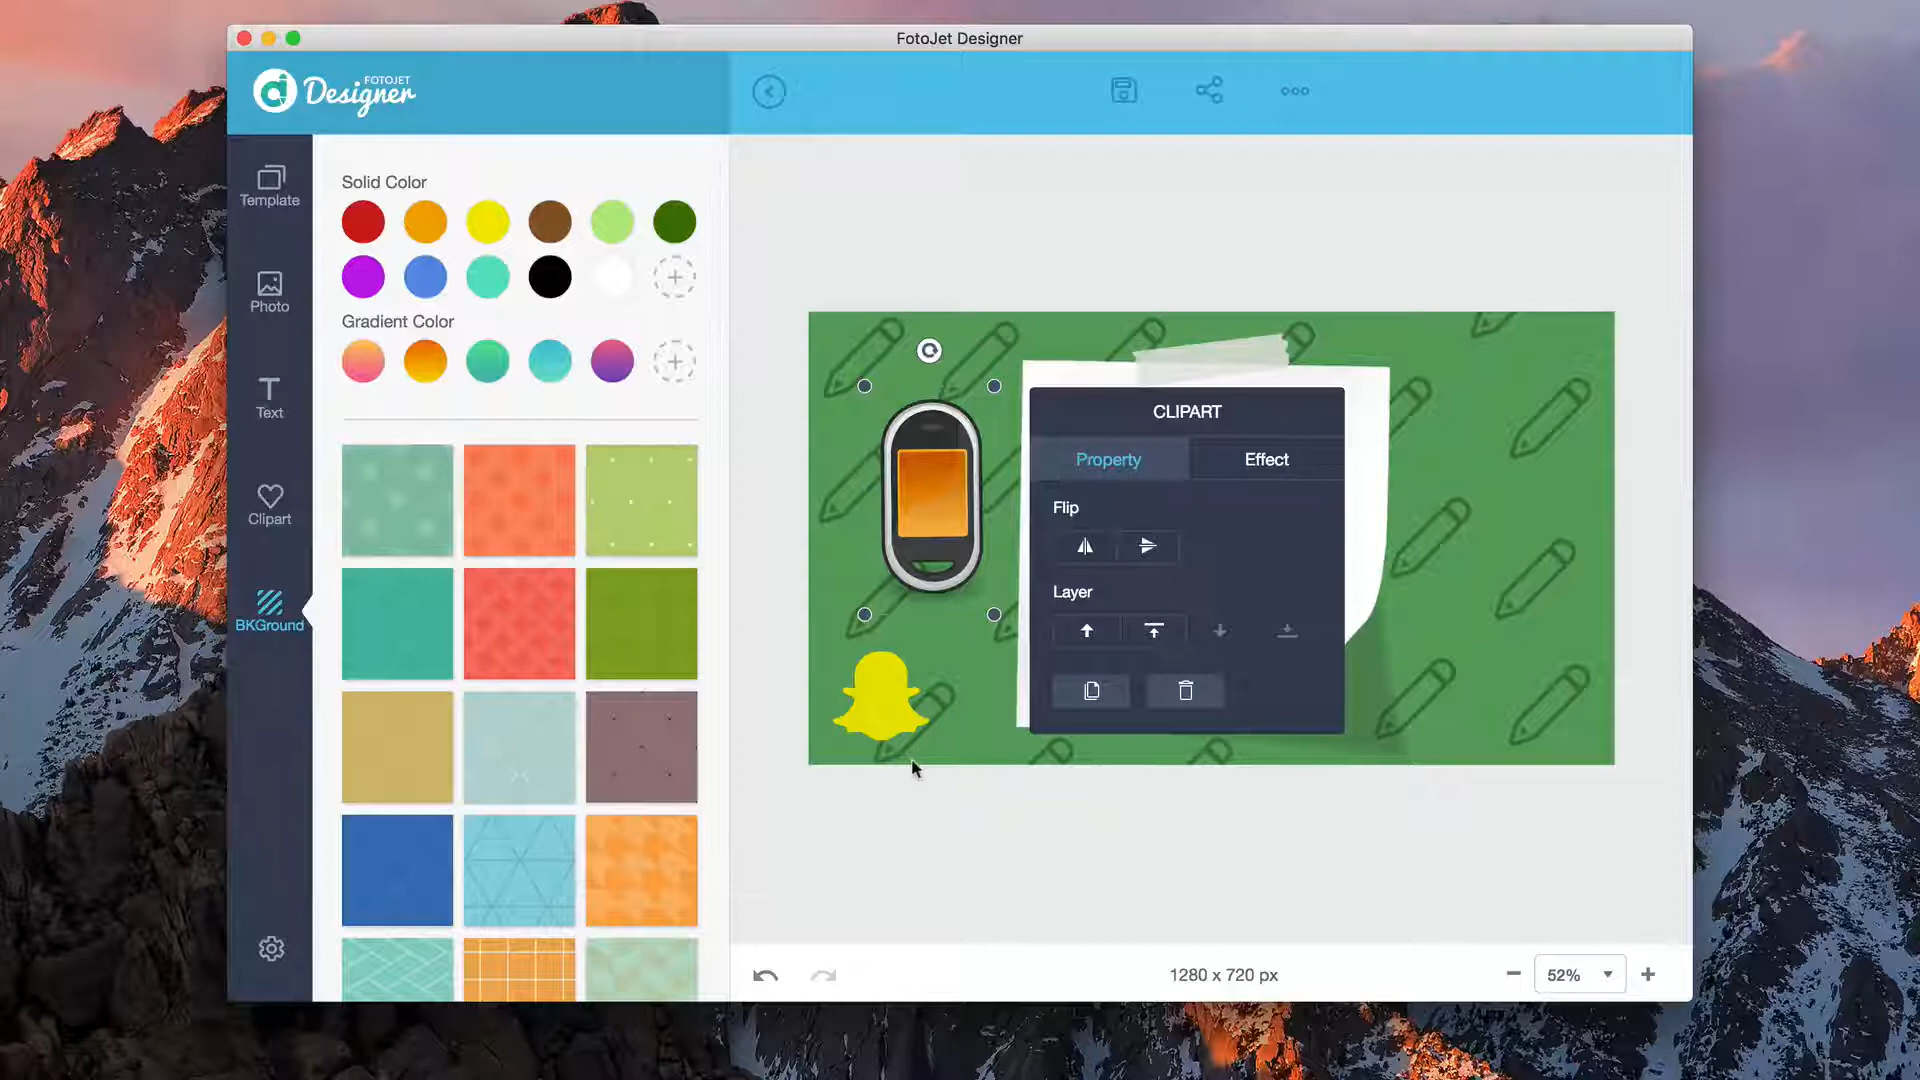 FotoJet Designer
FOTOJET
Designer
Template
Photo
Text
Clipart
BKGround
Solid Color
Gradient Color
CLIPART
Property
Effect
Flip
Layer
1280 x 720 px
52%